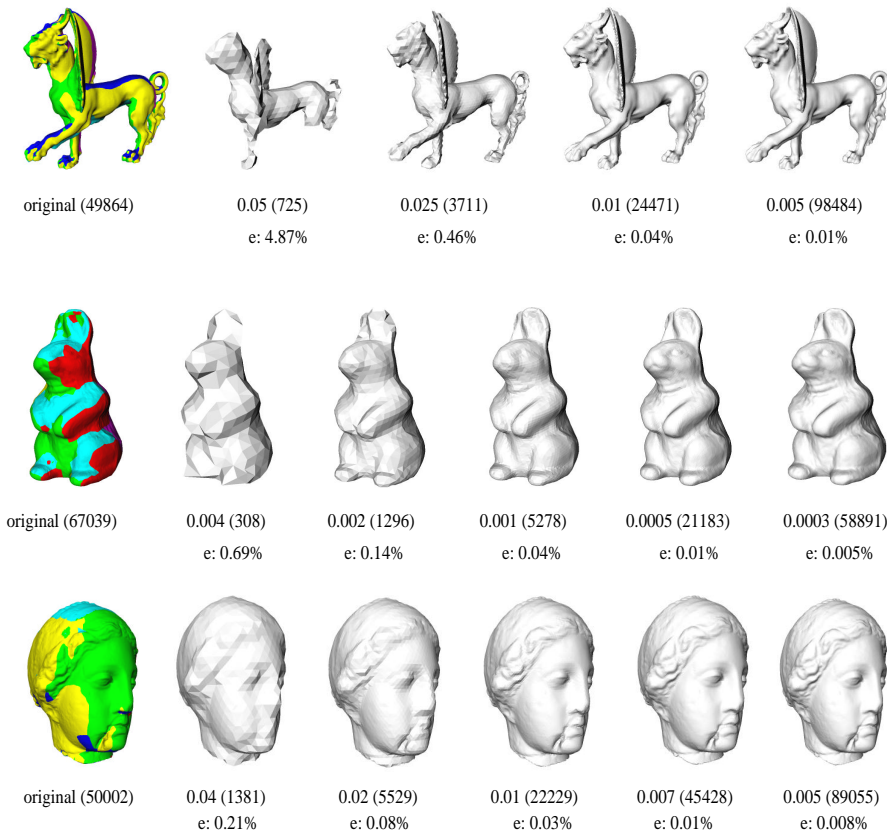 original (49864) 0.05 (725) 0.025 (3711) 0.01 (24471) 0.005 (98484)
e: 4.87% e: 0.46% e: 0.04% e: 0.01%
original (67039) 0.004 (308) 0.002 (1296) 0.001 (5278) 0.0005 (21183) 0.0003 (58891)
e: 0.69% e: 0.14% e: 0.04% e: 0.01% e: 0.005%
original (50002) 0.04 (1381) 0.02 (5529) 0.01 (22229) 0.007 (45428) 0.005 (89055)
e: 0.21% e: 0.08% e: 0.03% e: 0.01% e: 0.008%